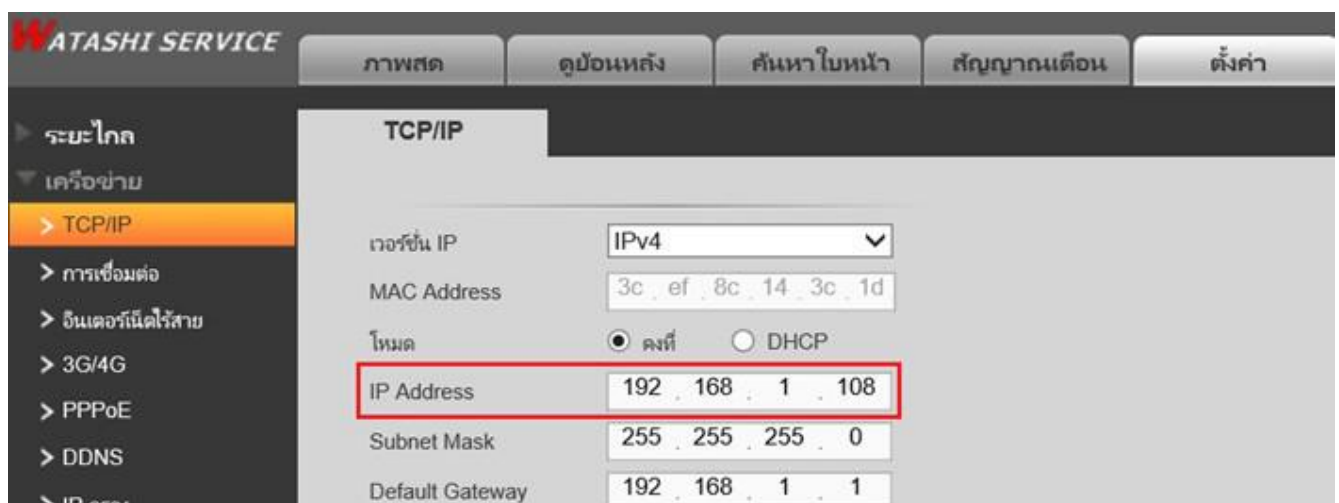 WATASHI SERVICE
ภาพสด ดูย้อนหลัง ค้นหาใบหน้า สัญญาณเตือน ตั้งค่า
ระยะไกล
เครือข่าย
> TCP/IP
> การเชื่อมต่อ
> อินเตอร์เน็ตไร้สาย
> 3G/4G
> PPPoE
> DDNS
TCP/IP
เวอร์ชั่น IP IPv4
MAC Address 3c . ef . 8c . 14 . 3c . 1d
โหมด คงที่ DHCP
IP Address 192 . 168 . 1 . 108
Subnet Mask 255 . 255 . 255 . 0
Default Gateway 192 . 168 . 1 . 1